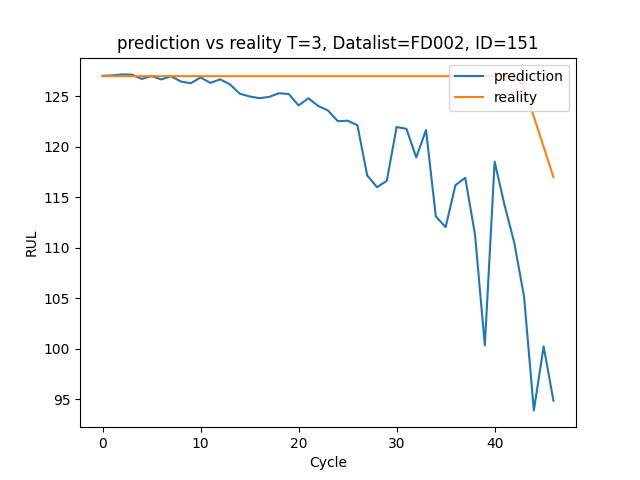 prediction vs reality T=3, Datalist=FD002, ID=151
prediction
reality
RUL
125
120
115
110
105
100
95
0
10
20
30
40
Cycle